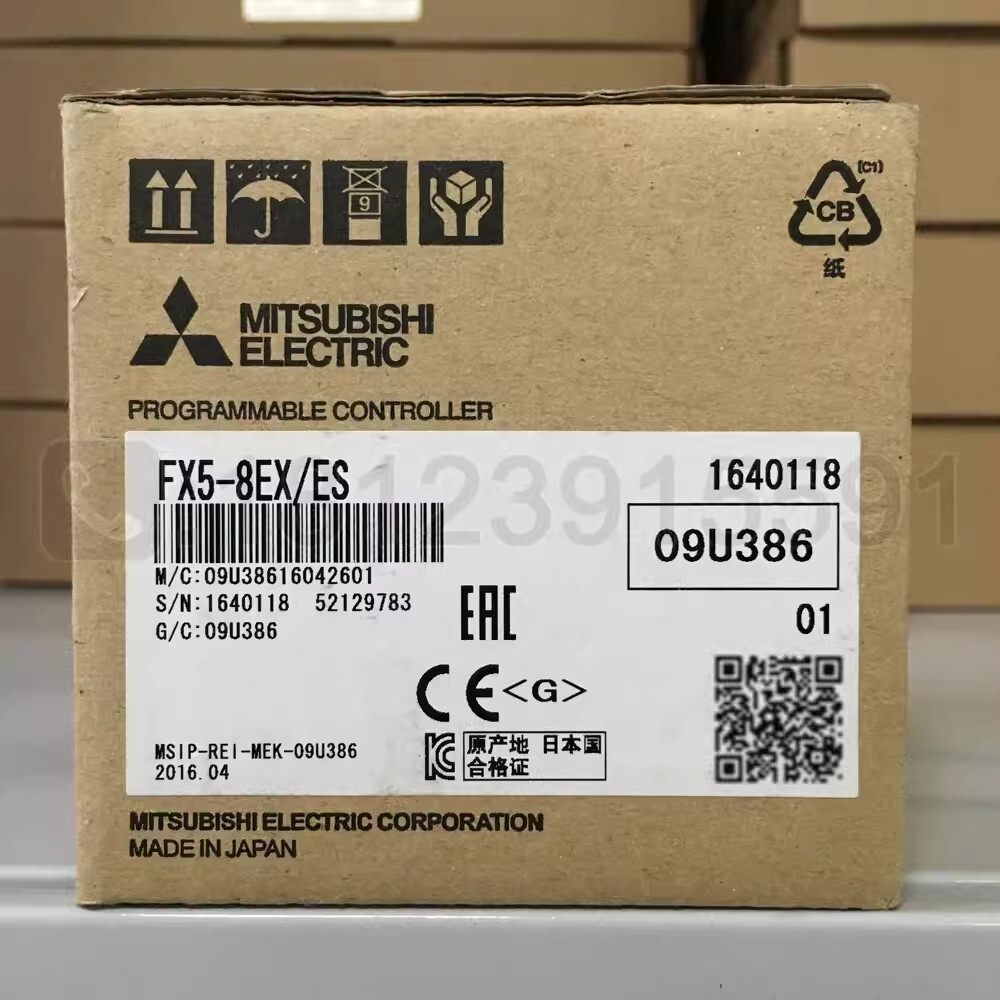 9
(C1)
CB
纸
MITSUBISHI
ELECTRIC
PROGRAMMABLE CONTROLLER
FX5-8EX/ES
1640118
09U386
M/C:09U38616042601
S/N:1640118 52129783
G/C:09U386
EAC
01
CE <G>
MSIP-REI-MEK-09U386
2016.04
原产地 日本国
合格证
MITSUBISHI ELECTRIC CORPORATION
MADE IN JAPAN